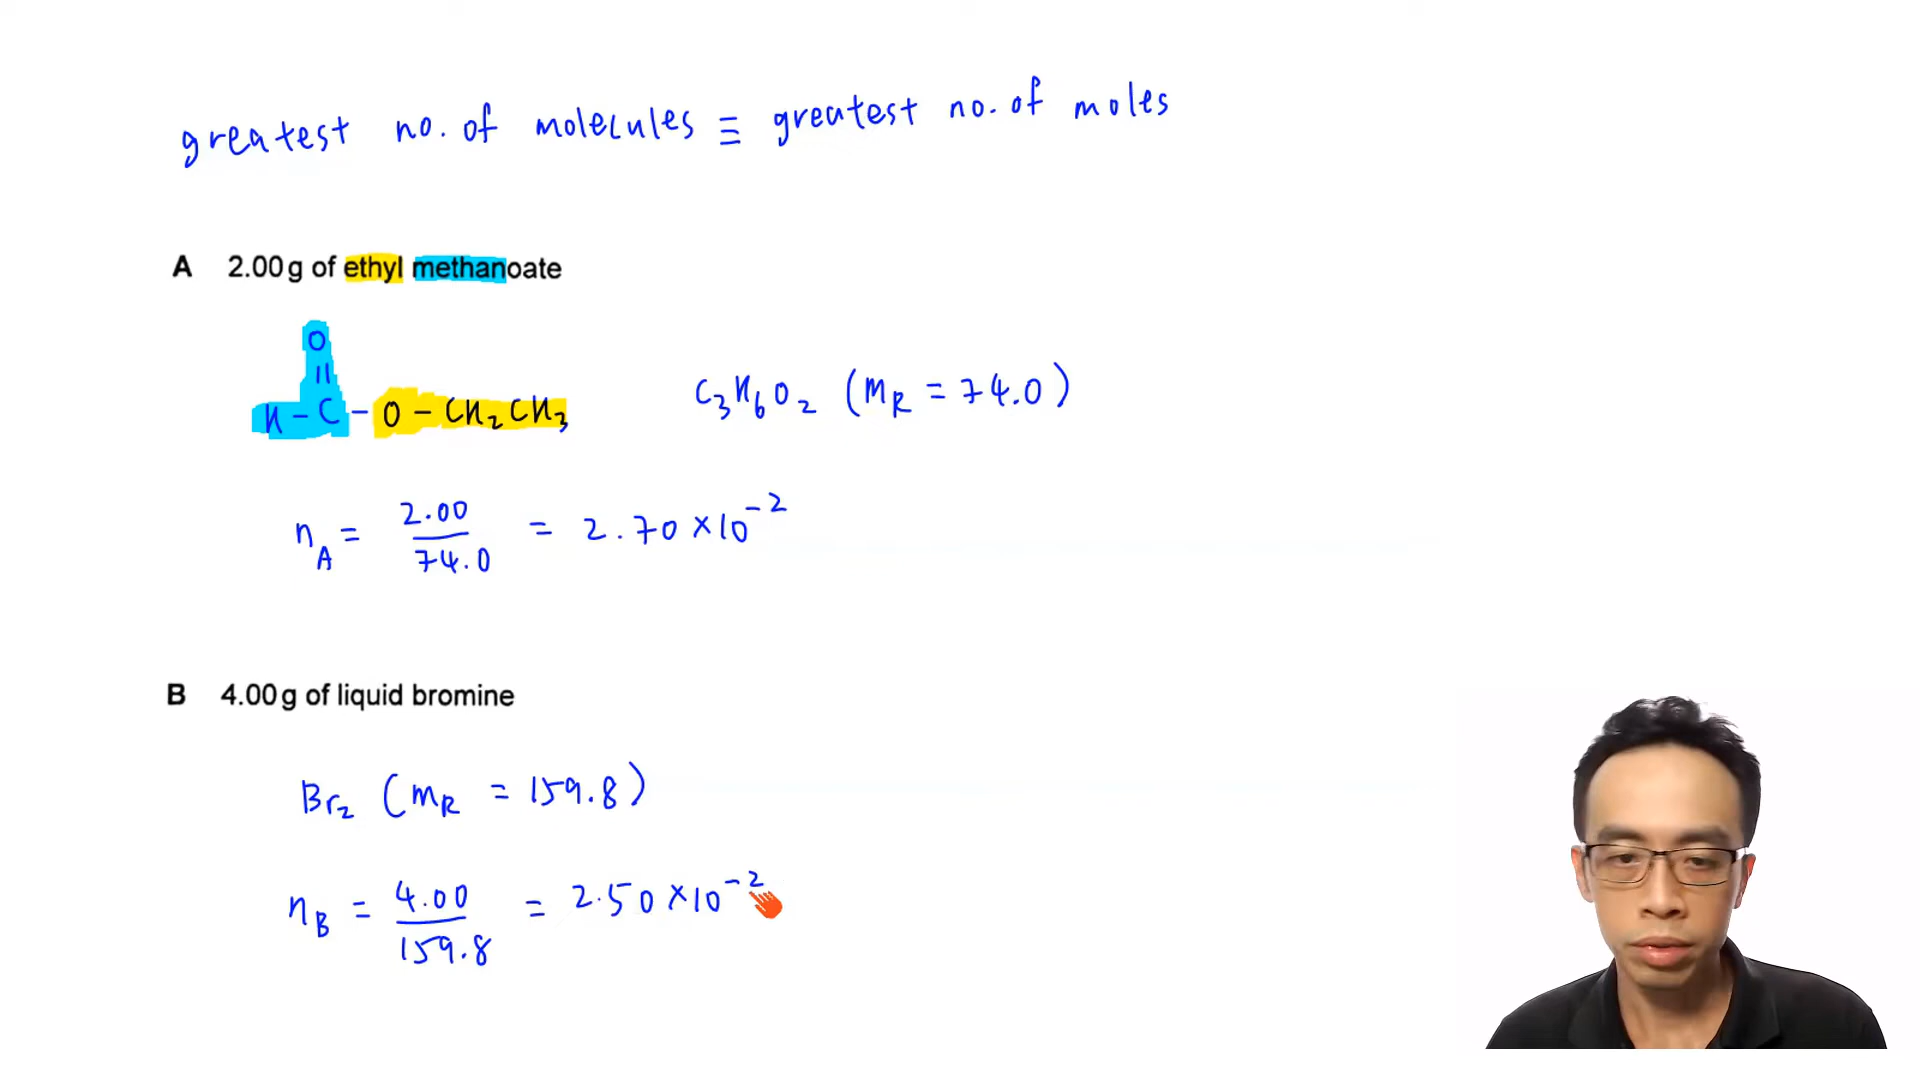 greatest no. of molecules ≡ greatest no. of moles
A 2.00 g of ethyl methanoate
O
||
H – C – O – CH₂CH₃
C₃H₆O₂ (MR = 74.0)
nA = 2.00/74.0 = 2.70 × 10⁻²
B 4.00 g of liquid bromine
Br₂ (MR = 159.8)
nB = 4.00/159.8 = 2.50 × 10⁻²